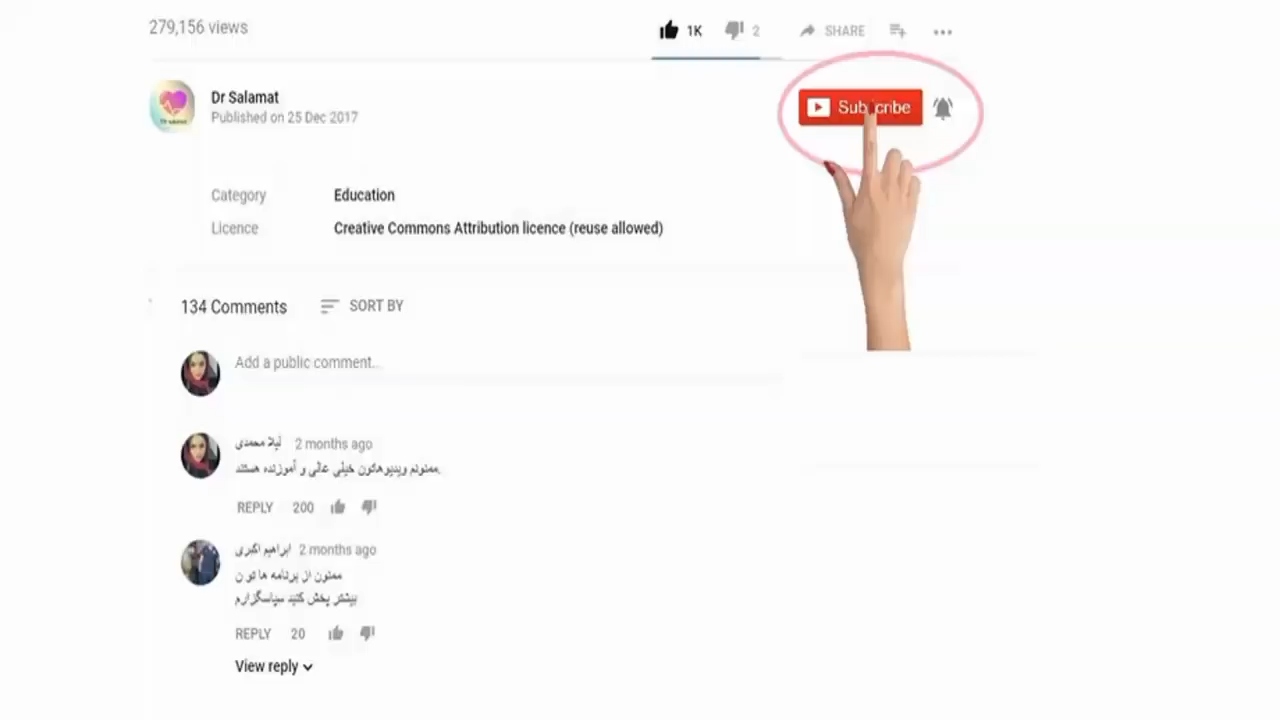 279,156 views
1K
2
SHARE
Dr Salamat
Published on 25 Dec 2017
Subscribe
Category Education
Licence Creative Commons Attribution licence (reuse allowed)
134 Comments SORT BY
Add a public comment...
لیلا محمدی 2 months ago
ممنونم ویدیوهاتون خیلی عالی و آموزنده هستند.
REPLY 200
ابراهیم اکبری 2 months ago
ممنون از برنامه ها تو ن
بیشتر پخش کنید سپاسگزارم
REPLY 20
View reply